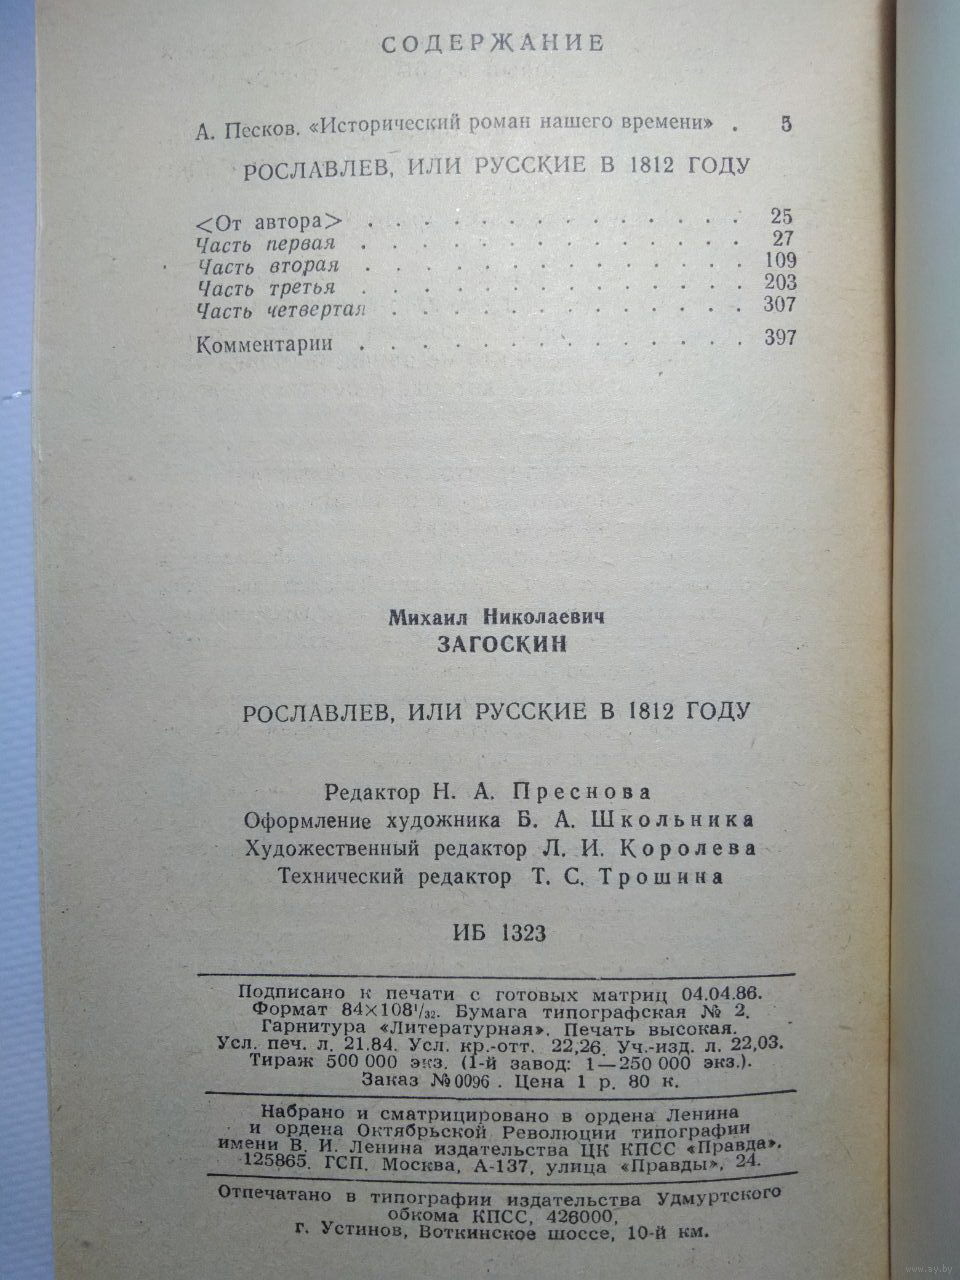 СОДЕРЖАНИЕ
А. Песков. «Исторический роман нашего времени» . 5
РОСЛАВЛЕВ, ИЛИ РУССКИЕ В 1812 ГОДУ
<От автора> . . . . . . . . . . . . . . 25
Часть первая . . . . . . . . . . . . . . 27
Часть вторая . . . . . . . . . . . . . . 109
Часть третья . . . . . . . . . . . . . . 203
Часть четвертая . . . . . . . . . . . . . 307
Комментарии . . . . . . . . . . . . . . 397
Михаил Николаевич
ЗАГОСКИН
РОСЛАВЛЕВ, ИЛИ РУССКИЕ В 1812 ГОДУ
Редактор Н. А. Преснова
Оформление художника Б. А. Школьника
Художественный редактор Л. И. Королева
Технический редактор Т. С. Трошина
ИБ 1323
Подписано к печати с готовых матриц 04.04.86.
Формат 84×108¹/₃₂. Бумага типографская № 2.
Гарнитура «Литературная». Печать высокая.
Усл. печ. л. 21,84. Усл. кр.-отт. 22,26. Уч.-изд. л. 22,03.
Тираж 500 000 экз. (1-й завод: 1—250 000 экз.).
Заказ №0096. Цена 1 р. 80 к.
Набрано и сматрицировано в ордена Ленина
и ордена Октябрьской Революции типографии
имени В. И. Ленина издательства ЦК КПСС «Правда».
125865. ГСП. Москва, А-137, улица «Правды», 24.
Отпечатано в типографии издательства Удмуртского
обкома КПСС, 426000,
г. Устинов, Воткинское шоссе, 10-й км.
www.ay.by